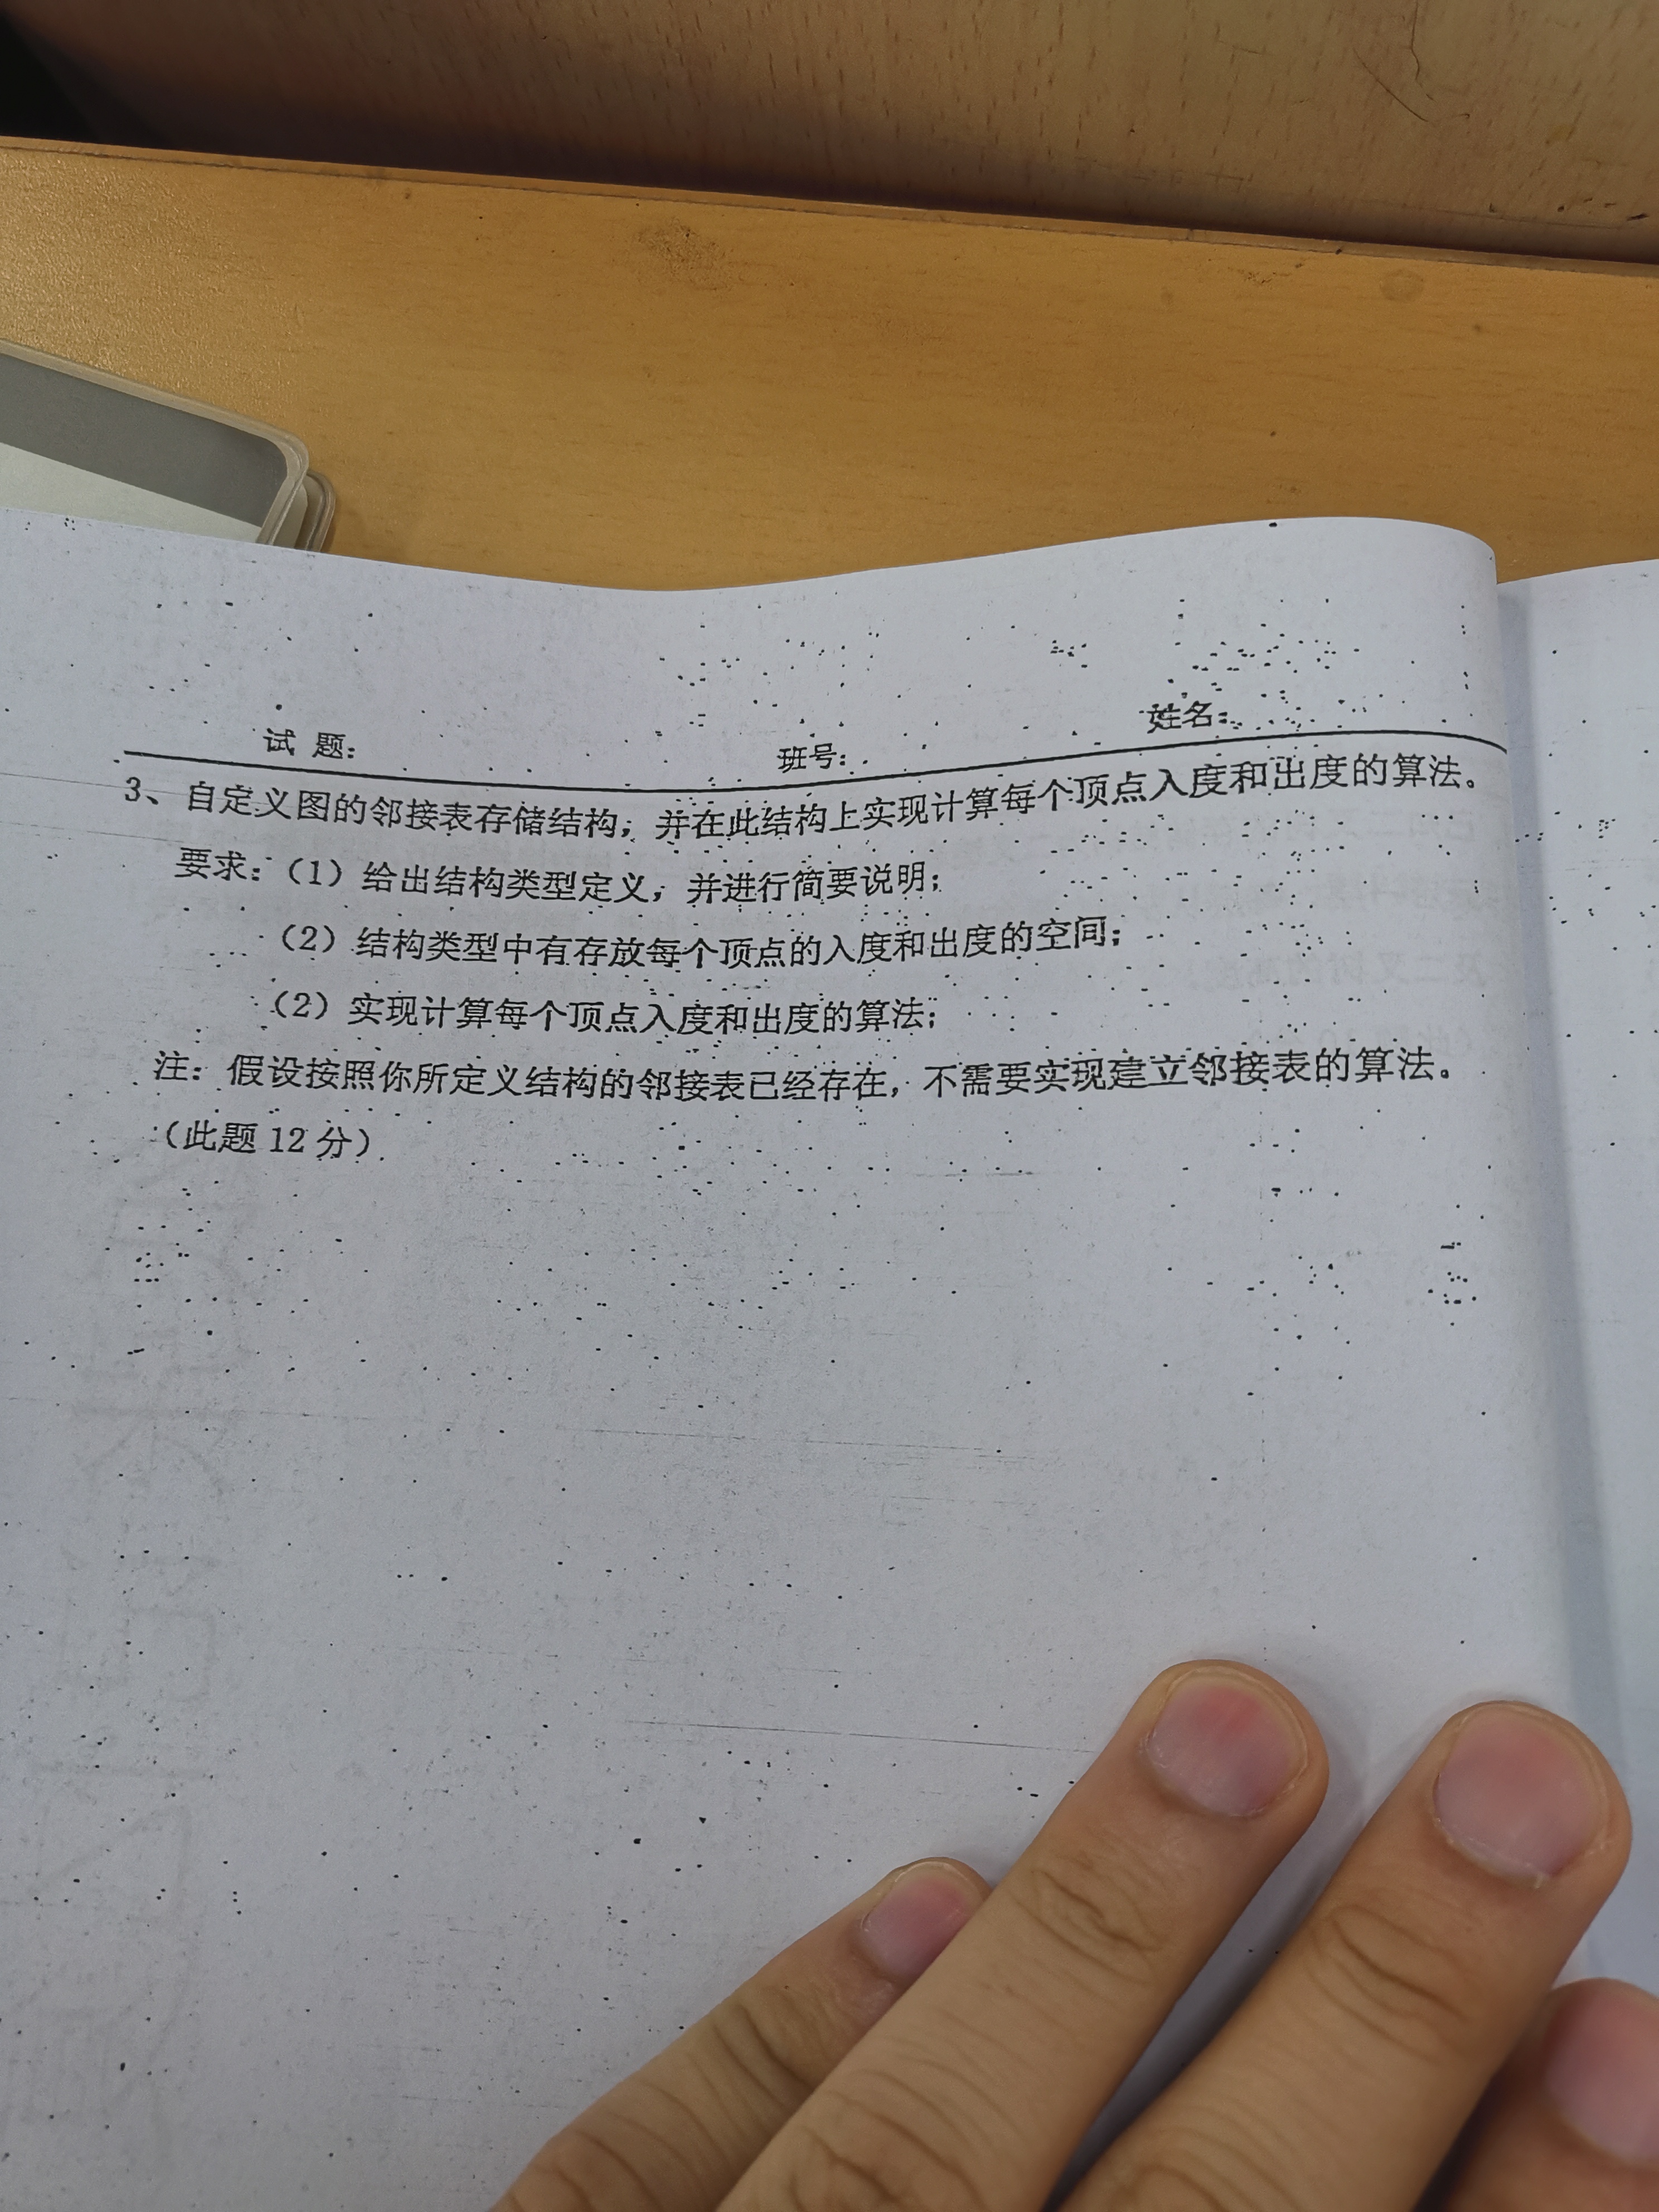 试 题： 班号： 姓名：
3、自定义图的邻接表存储结构，并在此结构上实现计算每个顶点入度和出度的算法。
要求：（1）给出结构类型定义，并进行简要说明；
（2）结构类型中有存放每个顶点的入度和出度的空间；
（2）实现计算每个顶点入度和出度的算法；
注：假设按照你所定义结构的邻接表已经存在，不需要实现建立邻接表的算法。
（此题 12 分）